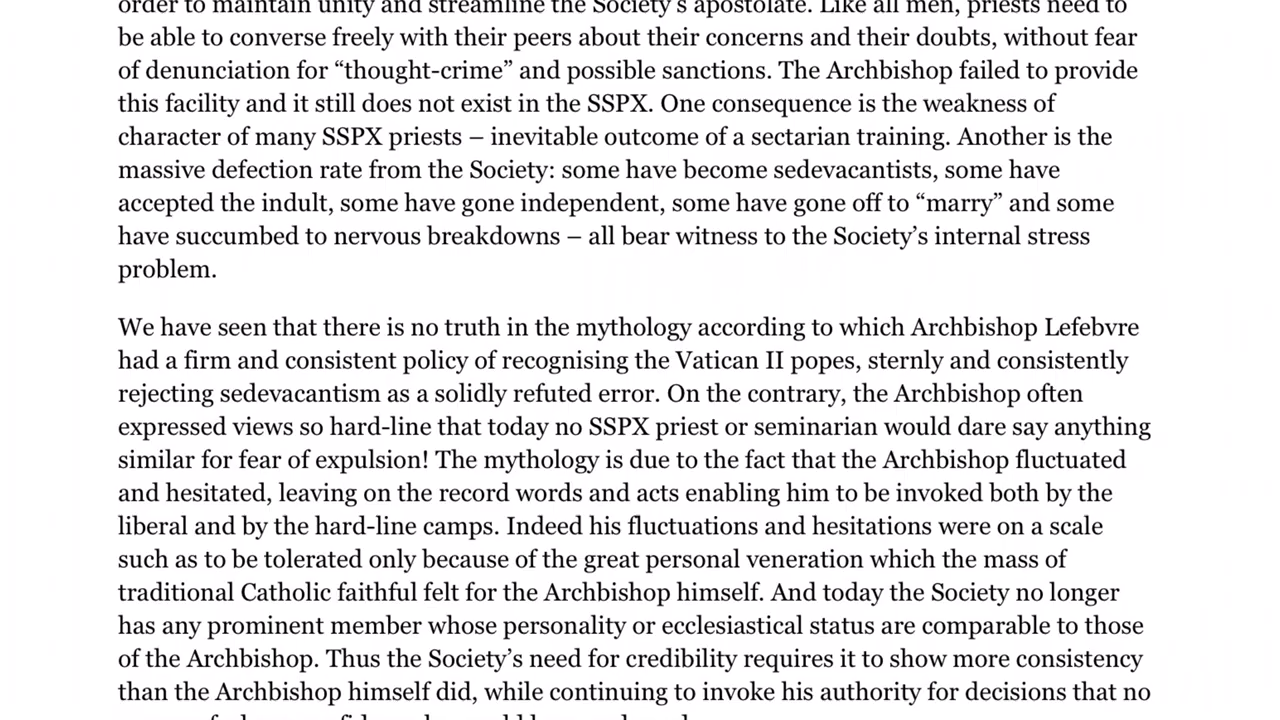 order to maintain unity and streamline the Society's apostolate. Like all men, priests need to
be able to converse freely with their peers about their concerns and their doubts, without fear
of denunciation for “thought-crime” and possible sanctions. The Archbishop failed to provide
this facility and it still does not exist in the SSPX. One consequence is the weakness of
character of many SSPX priests – inevitable outcome of a sectarian training. Another is the
massive defection rate from the Society: some have become sedevacantists, some have
accepted the indult, some have gone independent, some have gone off to “marry” and some
have succumbed to nervous breakdowns – all bear witness to the Society’s internal stress
problem.
We have seen that there is no truth in the mythology according to which Archbishop Lefebvre
had a firm and consistent policy of recognising the Vatican II popes, sternly and consistently
rejecting sedevacantism as a solidly refuted error. On the contrary, the Archbishop often
expressed views so hard-line that today no SSPX priest or seminarian would dare say anything
similar for fear of expulsion! The mythology is due to the fact that the Archbishop fluctuated
and hesitated, leaving on the record words and acts enabling him to be invoked both by the
liberal and by the hard-line camps. Indeed his fluctuations and hesitations were on a scale
such as to be tolerated only because of the great personal veneration which the mass of
traditional Catholic faithful felt for the Archbishop himself. And today the Society no longer
has any prominent member whose personality or ecclesiastical status are comparable to those
of the Archbishop. Thus the Society’s need for credibility requires it to show more consistency
than the Archbishop himself did, while continuing to invoke his authority for decisions that no